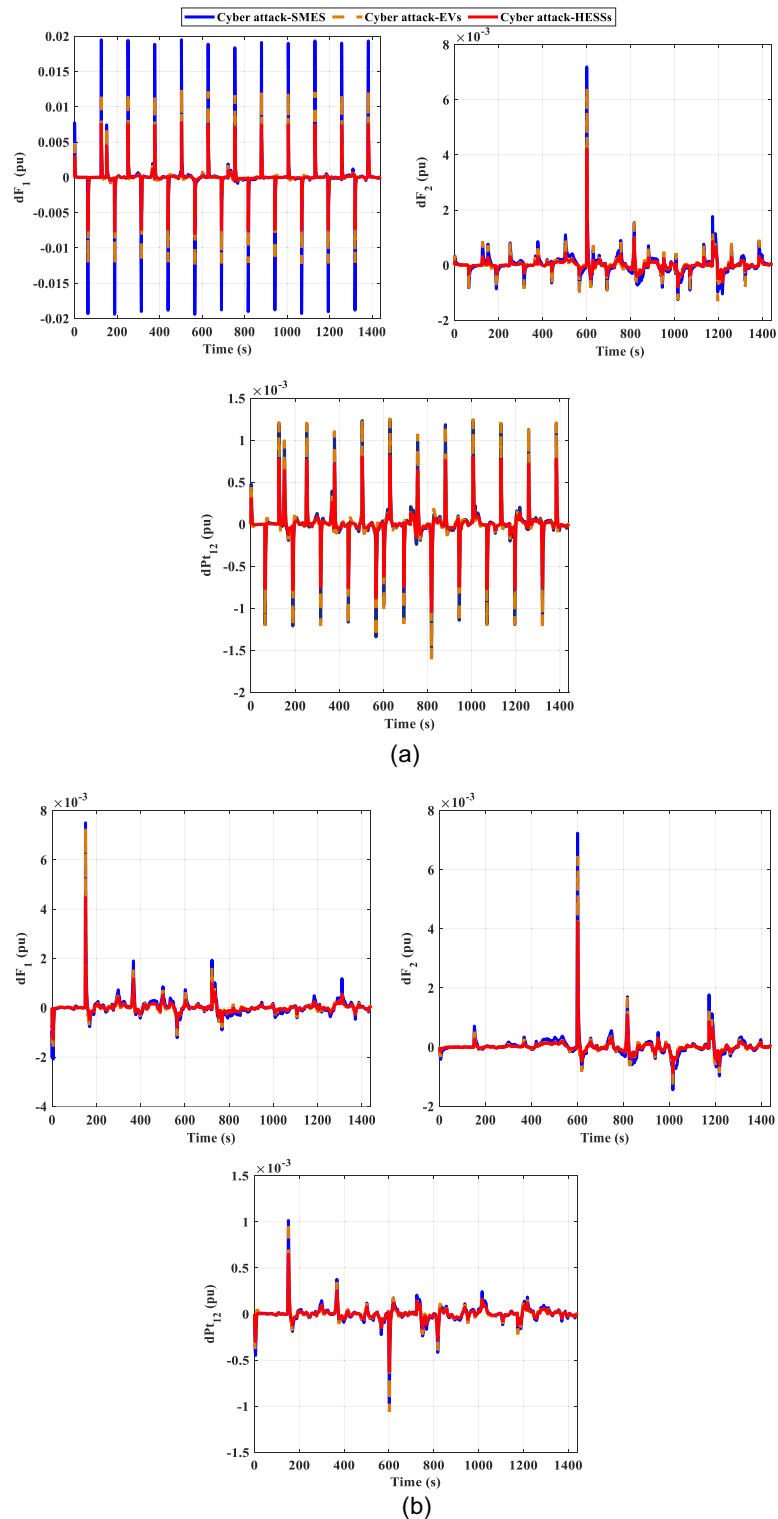 Cyber attack-SMES Cyber attack-EVs Cyber attack-HESSs
0.02
0.015
0.01
0.005
0
-0.005
-0.01
-0.015
-0.02
dF1 (pu)
0 200 400 600 800 1000 1200 1400
Time (s)
×10-3
8
6
4
2
0
-2
dF2 (pu)
0 200 400 600 800 1000 1200 1400
Time (s)
×10-3
1.5
1
0.5
0
-0.5
-1
-1.5
-2
dPt12 (pu)
0 200 400 600 800 1000 1200 1400
Time (s)
(a)
×10-3
8
6
4
2
0
-2
-4
dF1 (pu)
0 200 400 600 800 1000 1200 1400
Time (s)
×10-3
8
6
4
2
0
-2
dF2 (pu)
0 200 400 600 800 1000 1200 1400
Time (s)
×10-3
1.5
1
0.5
0
-0.5
-1
-1.5
dPt12 (pu)
0 200 400 600 800 1000 1200 1400
Time (s)
(b)